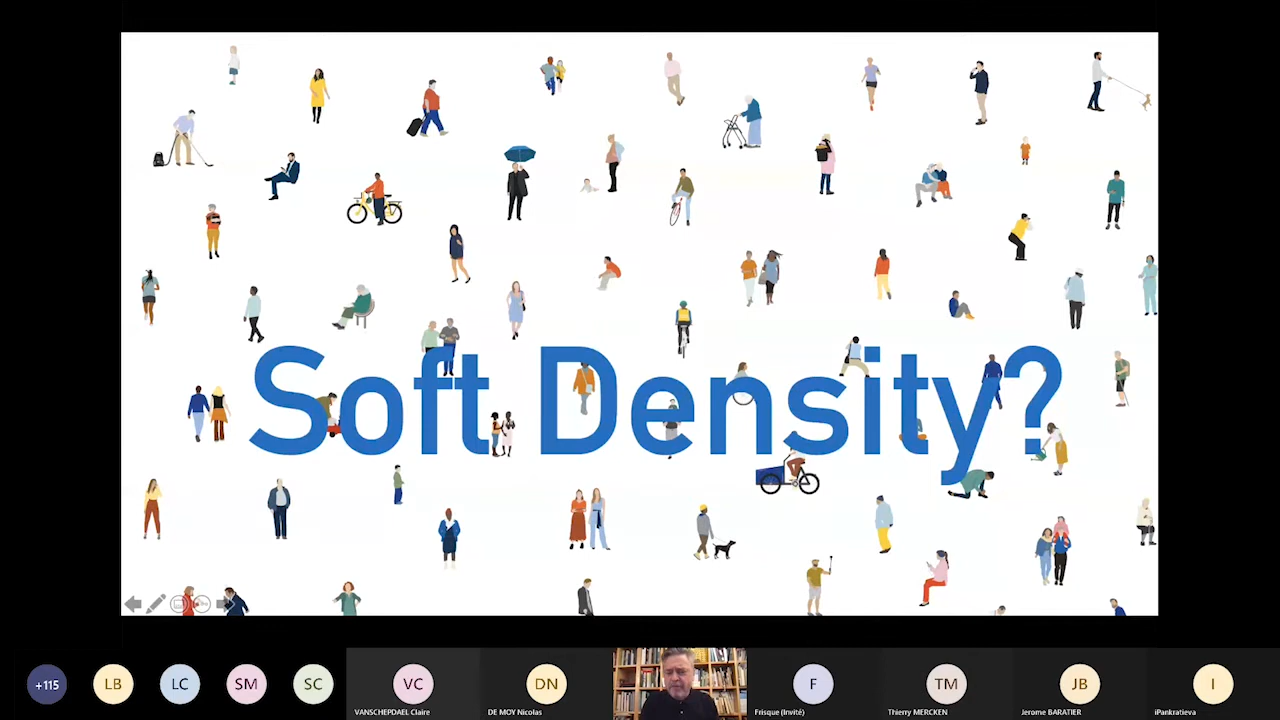 Soft Density?
+115
LB
LC
SM
SC
VC
DN
F
TM
JB
I
VANSCHEPDAEL Claire
DE MOY Nicolas
Frisque (Invité)
Thierry MERCKEN
Jerome BARATIER
iPankratieva